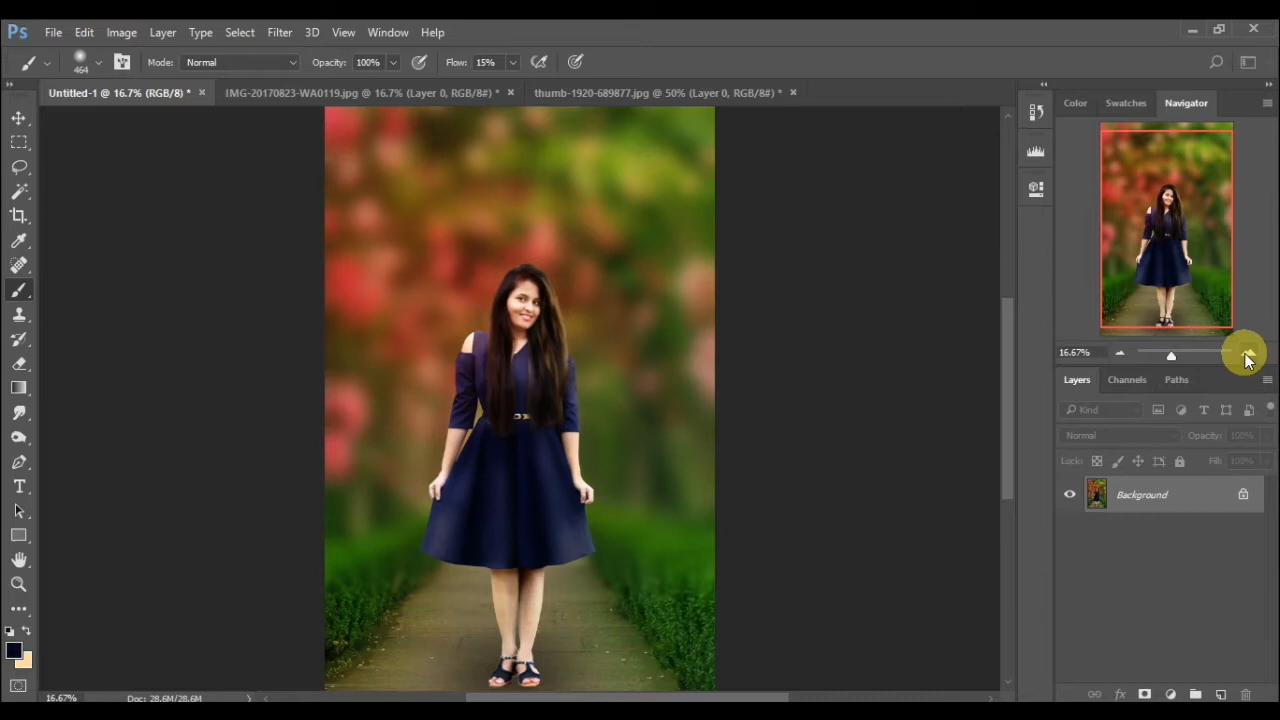 Ps File Edit Image Layer Type Select Filter 3D View Window Help
464 Mode: Normal Opacity: 100% Flow: 15%
Untitled-1 @ 16.7% (RGB/8) * × IMG-20170823-WA0119.jpg @ 16.7% (Layer 0, RGB/8#) * × thumb-1920-689877.jpg @ 50% (Layer 0, RGB/8#) * ×
Color Swatches Navigator
16.67%
Layers Channels Paths
Kind
Normal Opacity: 100%
Lock: Fill: 100%
Background
16.67% Doc: 28.6M/28.6M